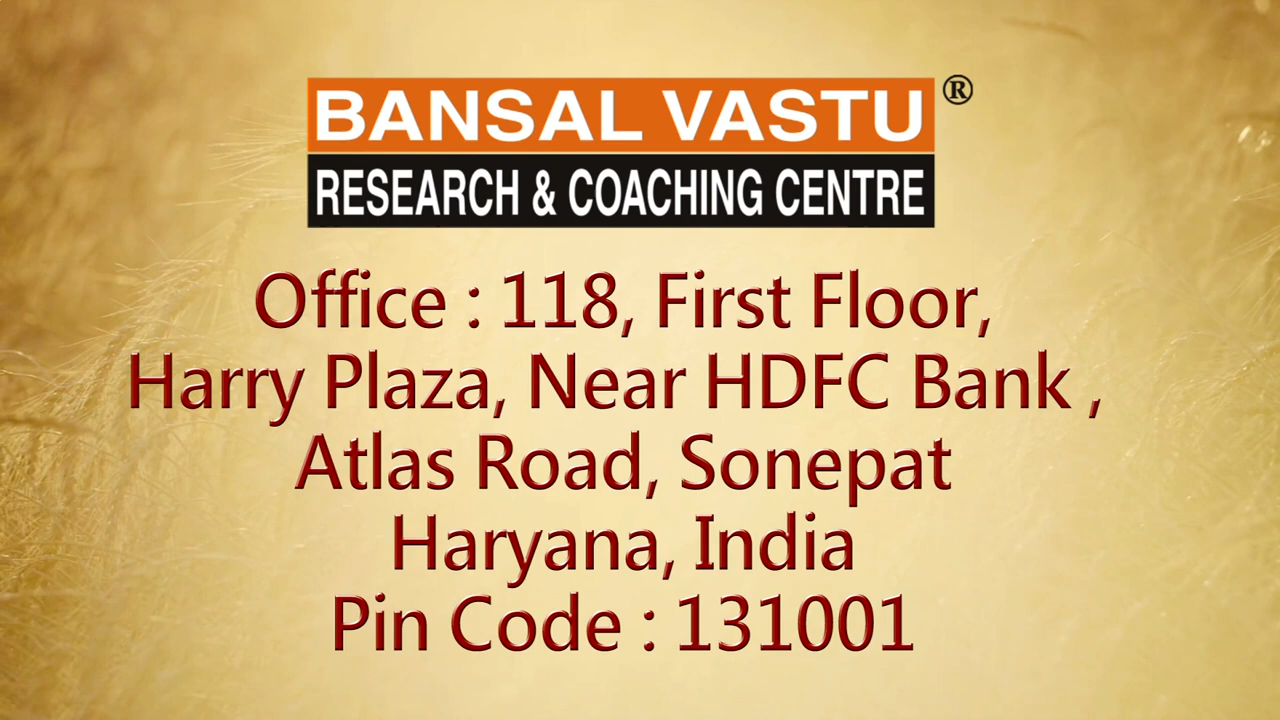 BANSAL VASTU ®
RESEARCH & COACHING CENTRE
Office : 118, First Floor,
Harry Plaza, Near HDFC Bank ,
Atlas Road, Sonepat
Haryana, India
Pin Code : 131001